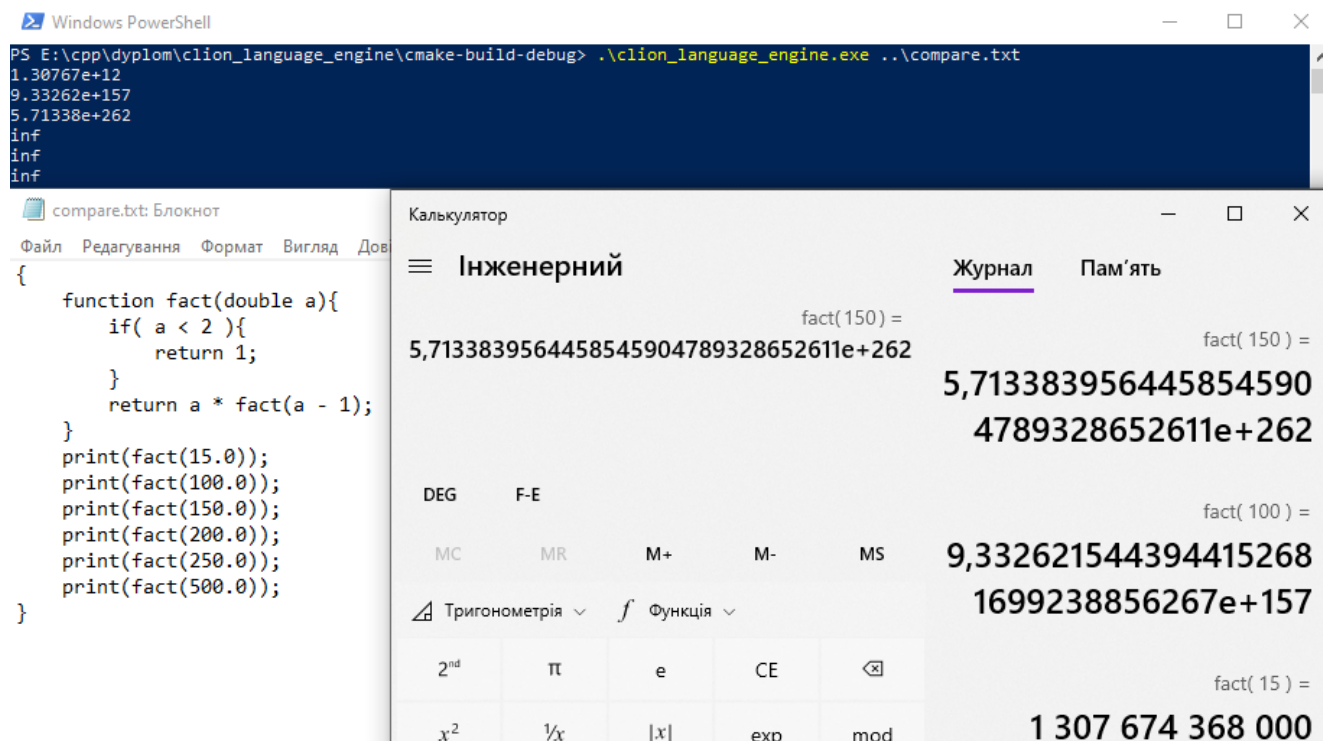 Windows PowerShell
PS E:\cpp\dyplom\clion_language_engine\cmake-build-debug> .\clion_language_engine.exe ..\compare.txt
1.30767e+12
9.33262e+157
5.71338e+262
inf
inf
inf
compare.txt: Блокнот
Файл Редагування Формат Вигляд Дові
{
    function fact(double a){
        if( a < 2 ){
            return 1;
        }
        return a * fact(a - 1);
    }
    print(fact(15.0));
    print(fact(100.0));
    print(fact(150.0));
    print(fact(200.0));
    print(fact(250.0));
    print(fact(500.0));
}
Калькулятор
Інженерний
fact( 150 ) =
5,7133839564458545904789328652611e+262
DEG F-E
MC MR M+ M- MS
Тригонометрія f Функція
2nd π e CE
x² ¹/x |x| exp mod
Журнал Пам’ять
fact( 150 ) =
5,713383956445854590
4789328652611e+262
fact( 100 ) =
9,332621544394415268
1699238856267e+157
fact( 15 ) =
1 307 674 368 000